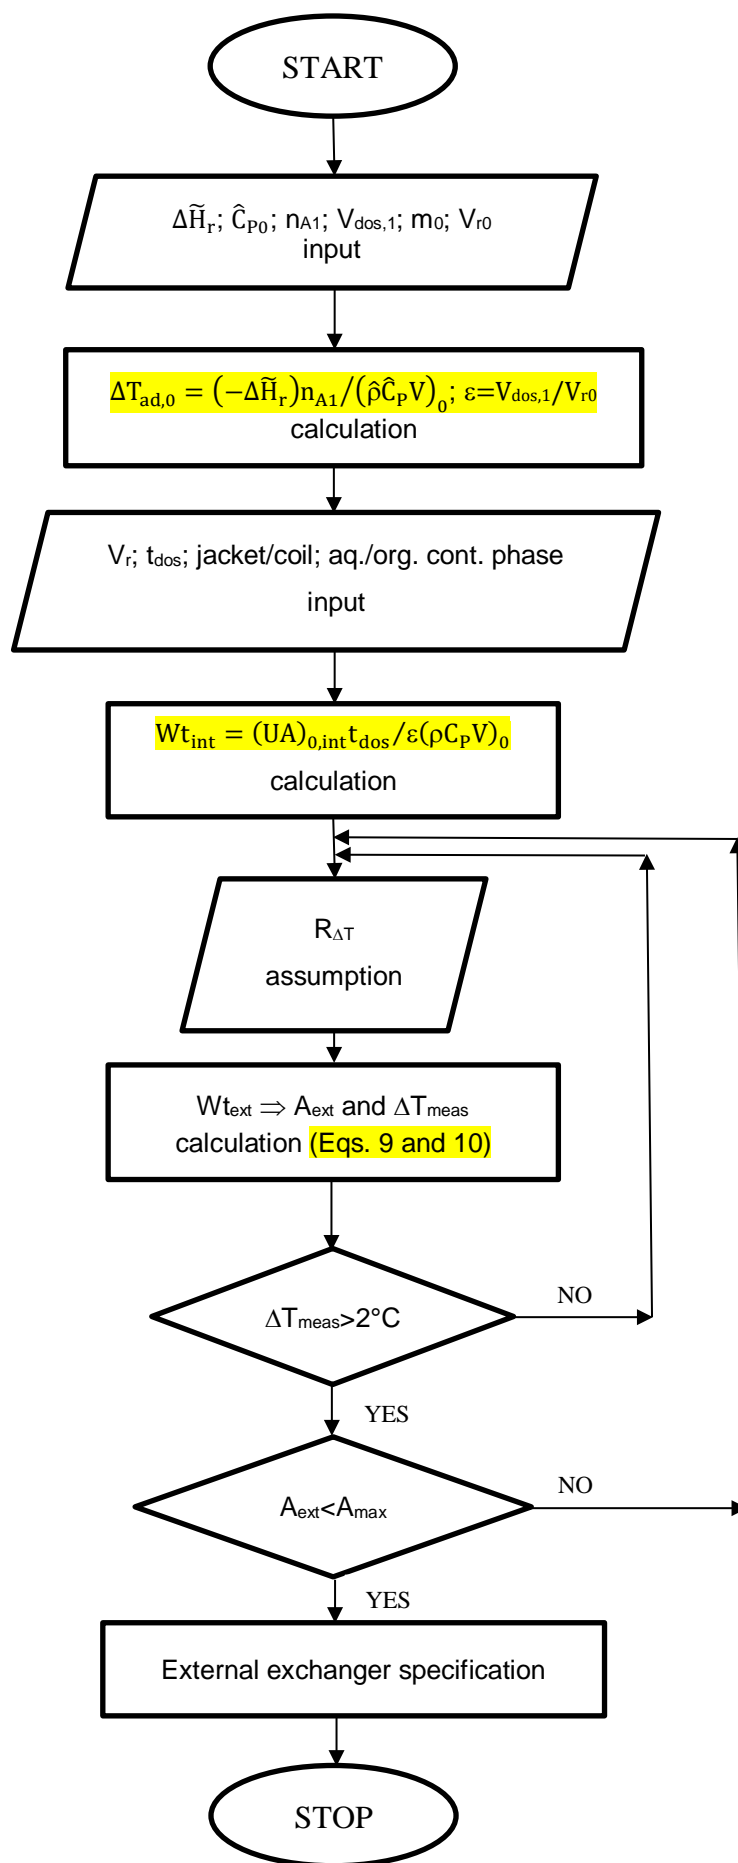 START
ΔH̃r; ĈP0; nA1; Vdos,1; m0; Vr0
input
ΔTad,0 = (−ΔH̃r)nA1/(ρ̂ĈPV)0; ε=Vdos,1/Vr0
calculation
Vr; tdos; jacket/coil; aq./org. cont. phase
input
Wtint = (UA)0,int tdos/ε(ρCPV)0
calculation
RΔT
assumption
Wtext ⇒ Aext and ΔTmeas
calculation (Eqs. 9 and 10)
ΔTmeas>2°C
NO
YES
Aext<Amax
NO
YES
External exchanger specification
STOP